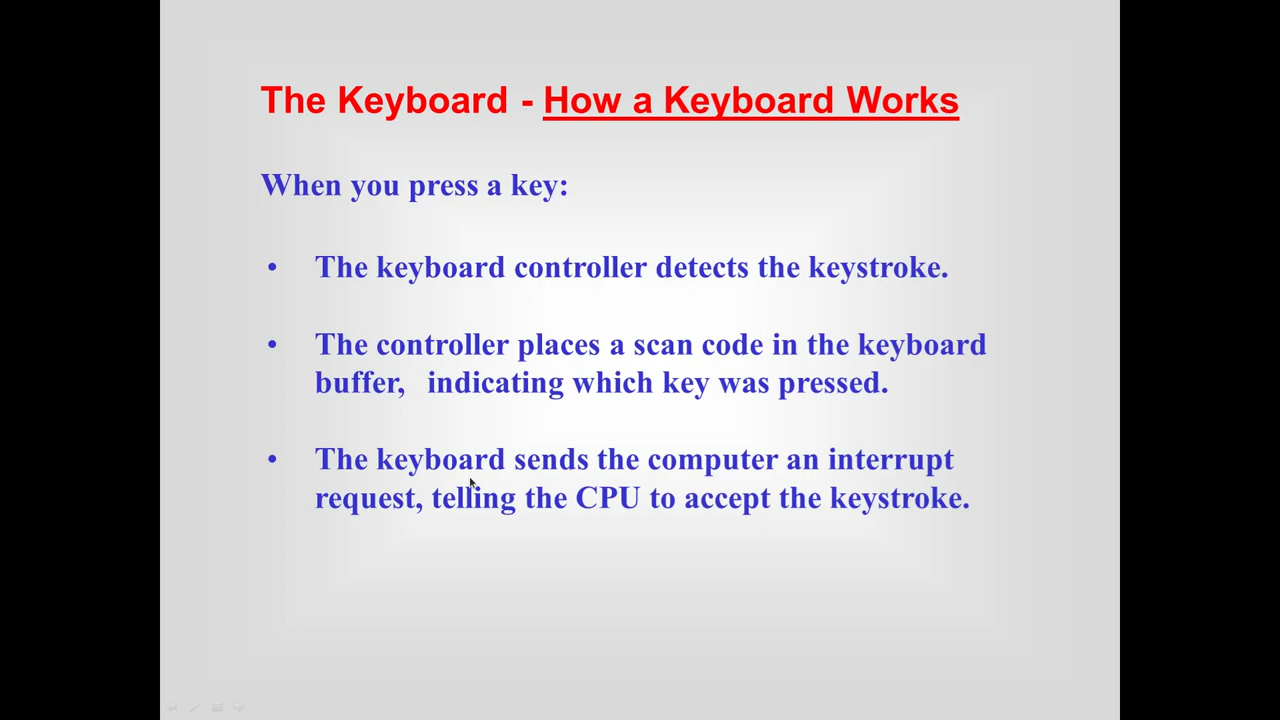 The Keyboard - How a Keyboard Works
When you press a key:
• The keyboard controller detects the keystroke.
• The controller places a scan code in the keyboard
buffer, indicating which key was pressed.
• The keyboard sends the computer an interrupt
request, telling the CPU to accept the keystroke.